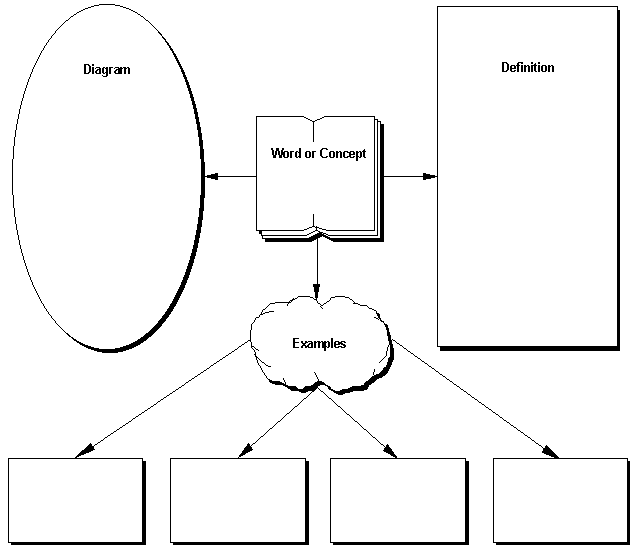 Diagram
Definition
Word or Concept
Examples